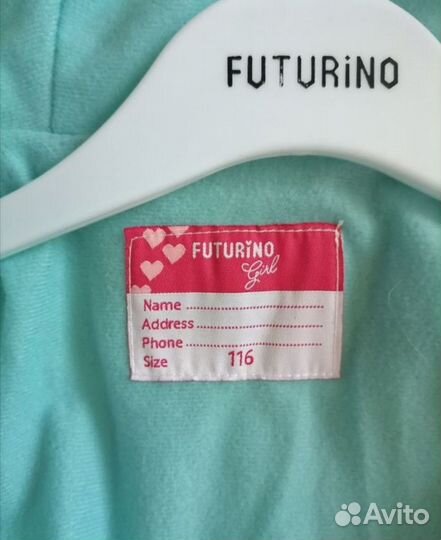 FUTURiNO
FUTURiNO
Girl
Name ..............................
Address ..........................
Phone ............................
Size 116
Avito